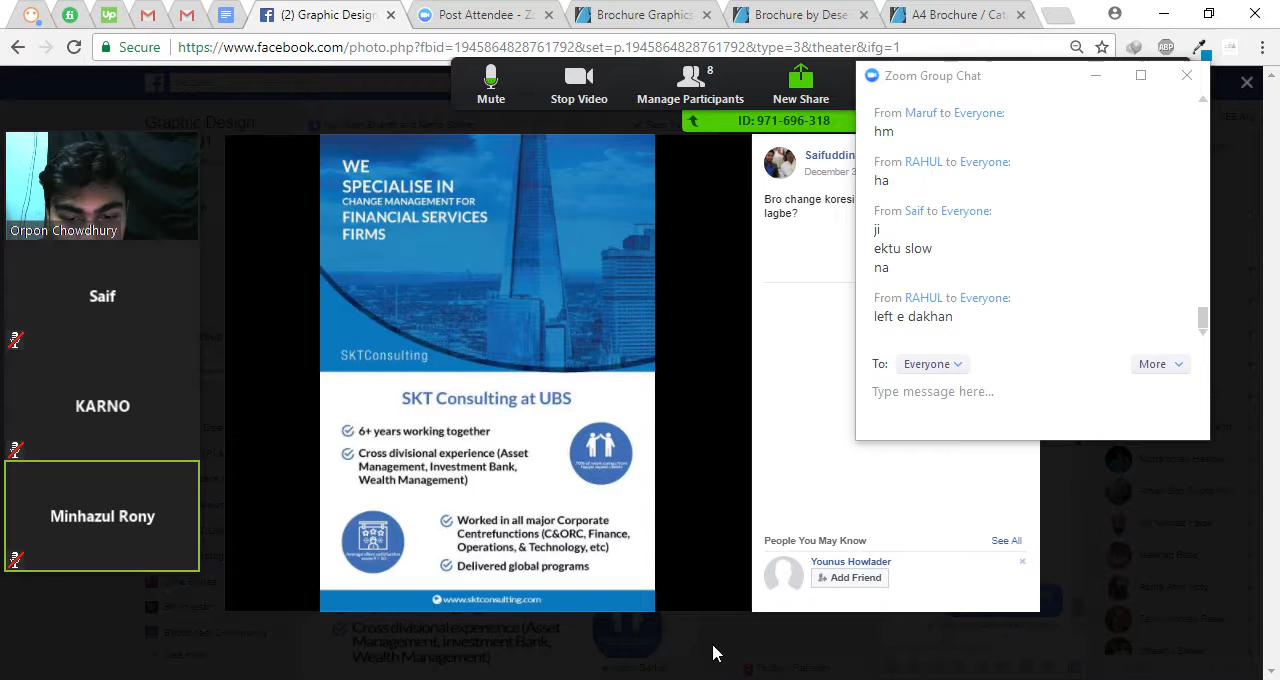 (2) Graphic Design
Post Attendee - Zo
Brochure Graphics
Brochure by Dese
A4 Brochure / Cat
Secure
https://www.facebook.com/photo.php?fbid=1945864828761792&set=p.1945864828761792&type=3&theater&ifg=1
Mute
Stop Video
Manage Participants
8
New Share
ID: 971-696-318
Orpon Chowdhury
Saif
KARNO
Minhazul Rony
Graphic Design
WE
SPECIALISE IN
CHANGE MANAGEMENT FOR
FINANCIAL SERVICES
FIRMS
SKTConsulting
SKT Consulting at UBS
6+ years working together
Cross divisional experience (Asset
Management, Investment Bank,
Wealth Management)
Worked in all major Corporate
Centrefunctions (C&ORC, Finance,
Operations, & Technology, etc)
Delivered global programs
www.sktconsulting.com
Cross divisional experience (Asset
Management, Investment Bank,
Wealth Management)
Saifuddin
December 3
Bro change koresi
lagbe?
People You May Know
See All
Younus Howlader
Add Friend
Zoom Group Chat
From Maruf to Everyone:
hm
From RAHUL to Everyone:
ha
From Saif to Everyone:
ji
ektu slow
na
From RAHUL to Everyone:
left e dakhan
To: Everyone
More
Type message here...